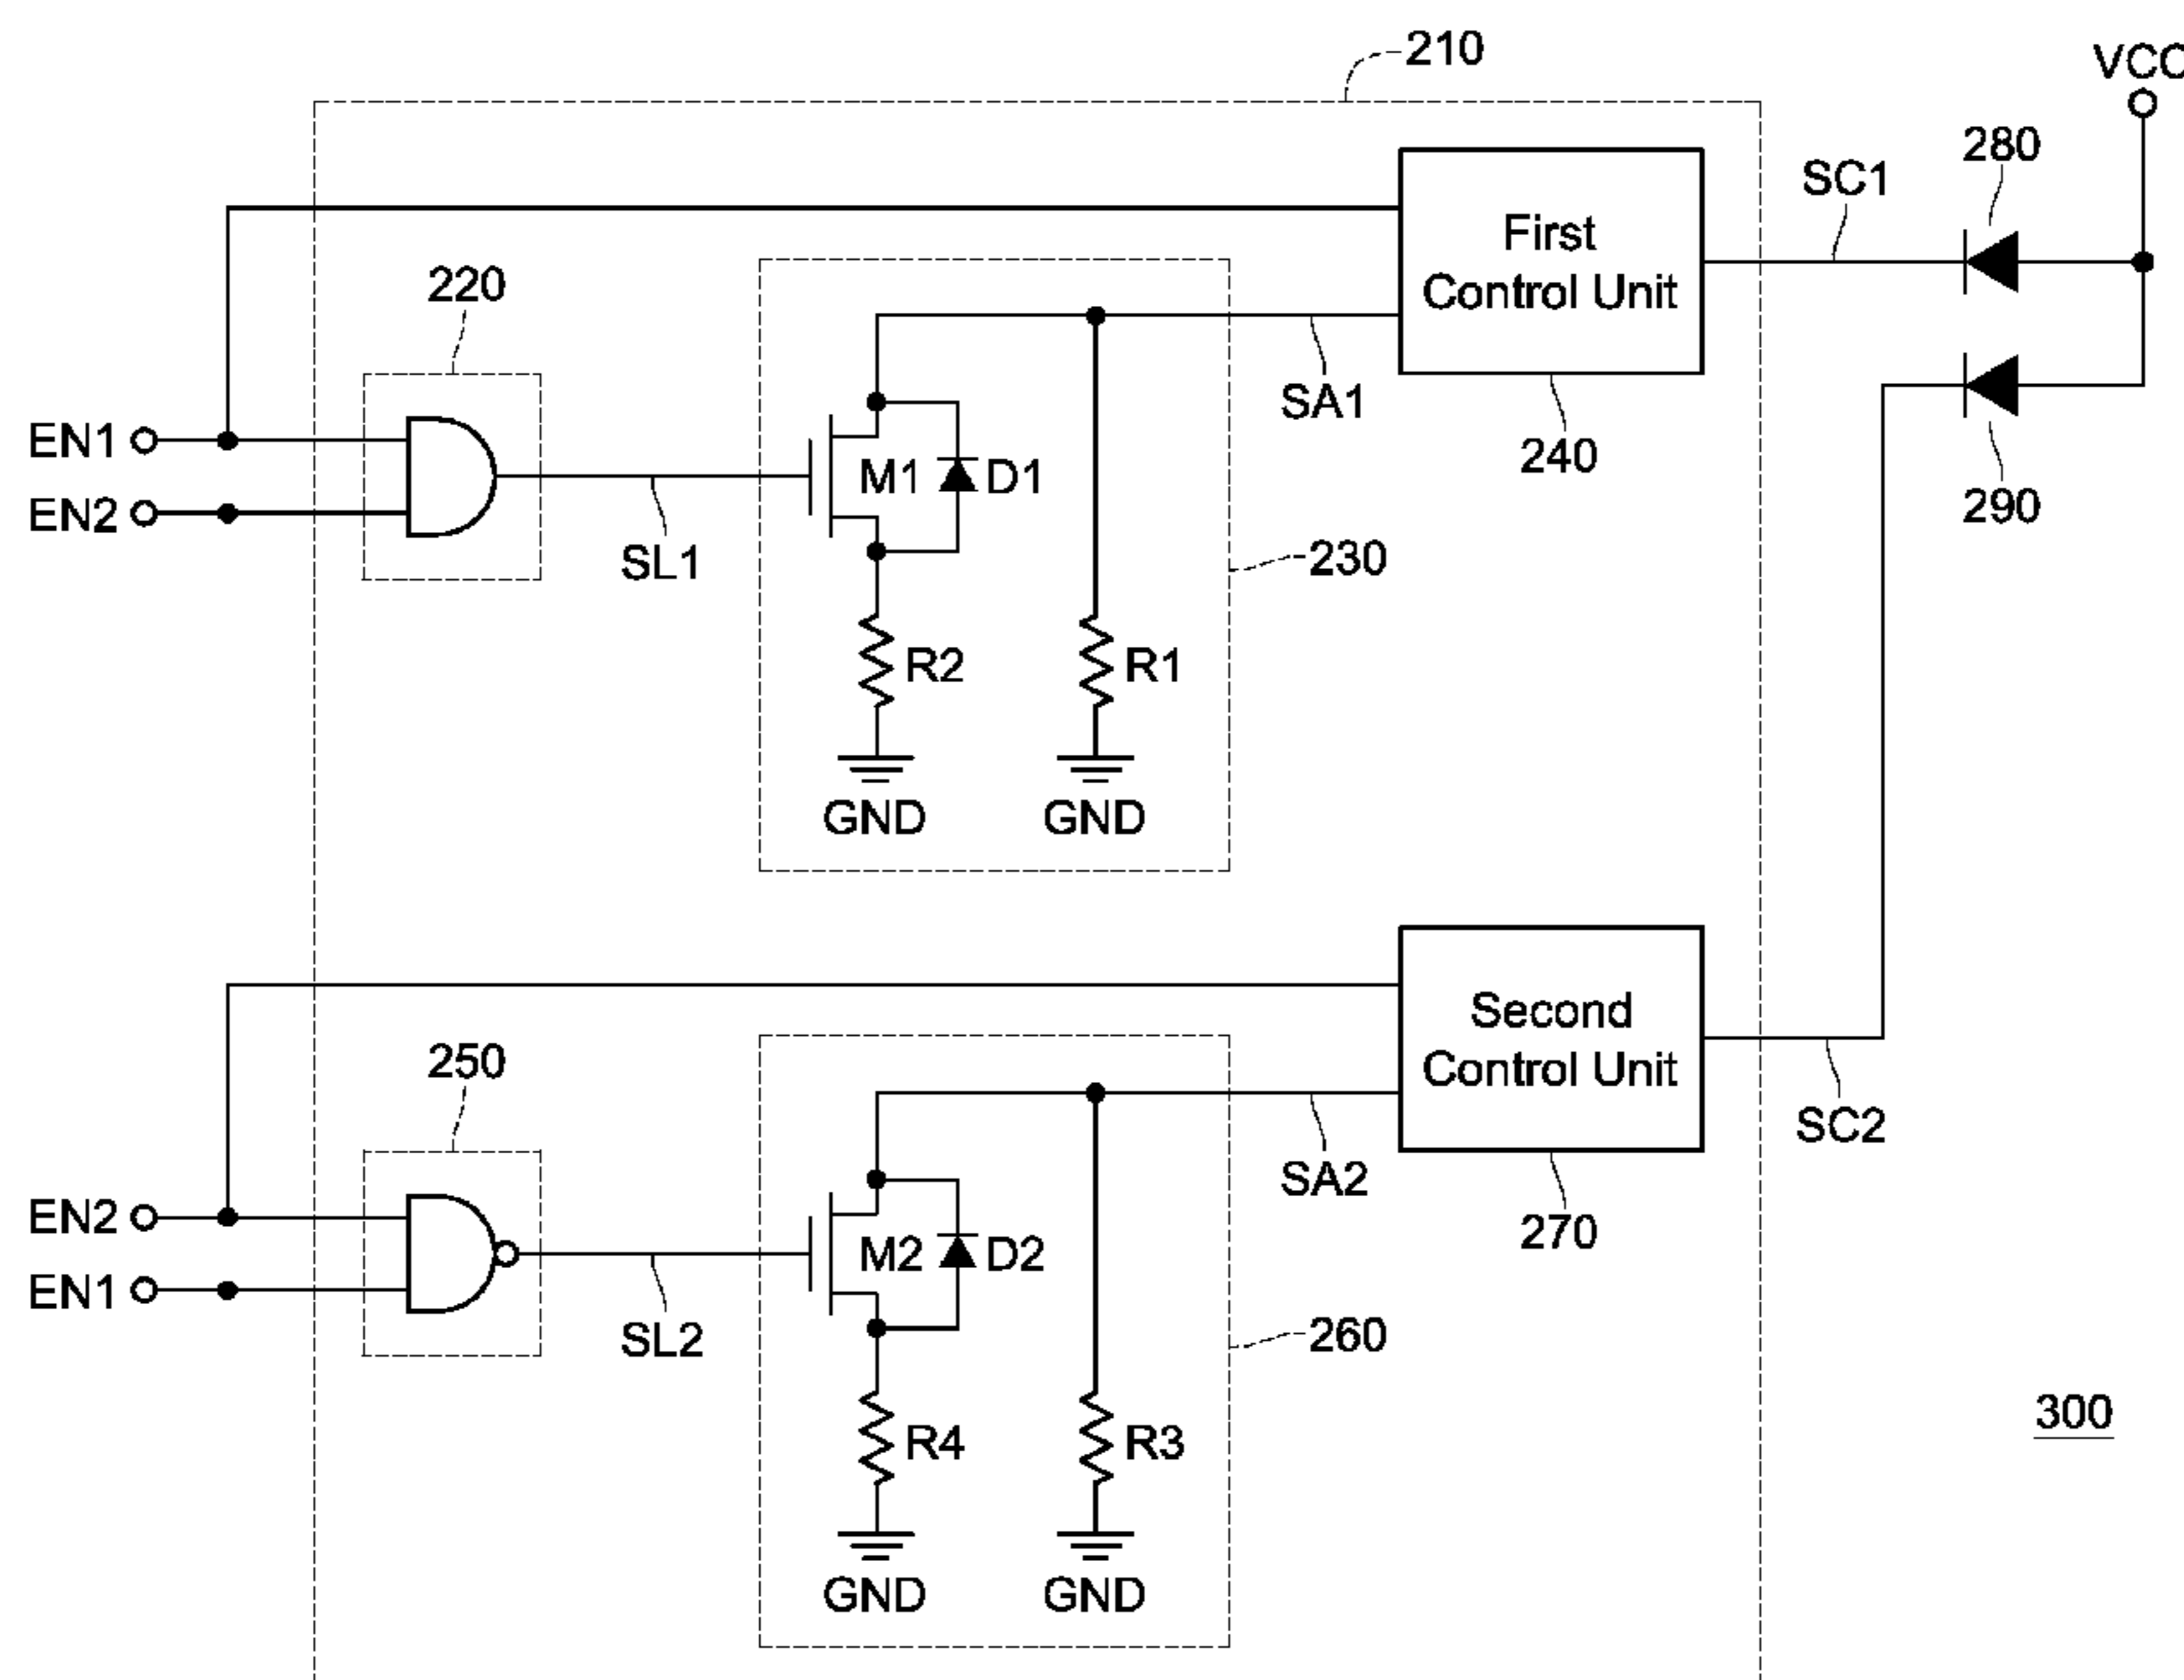 210
VCC
280
SC1
First
Control Unit
220
SA1
240
290
EN1
EN2
M1
D1
SL1
230
R2
R1
GND
GND
250
Second
Control Unit
SC2
SA2
270
EN2
EN1
M2
D2
SL2
260
R4
R3
300
GND
GND